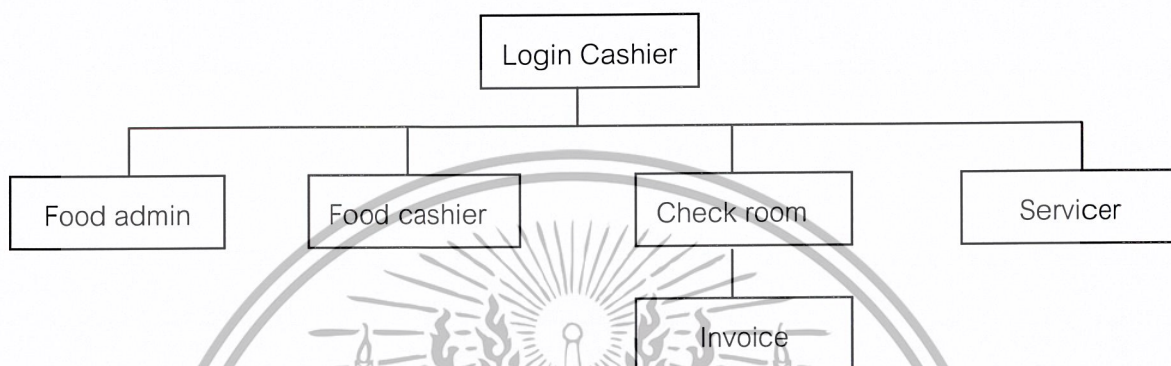 Login Cashier
Food admin
Food cashier
Check room
Servicer
Invoice